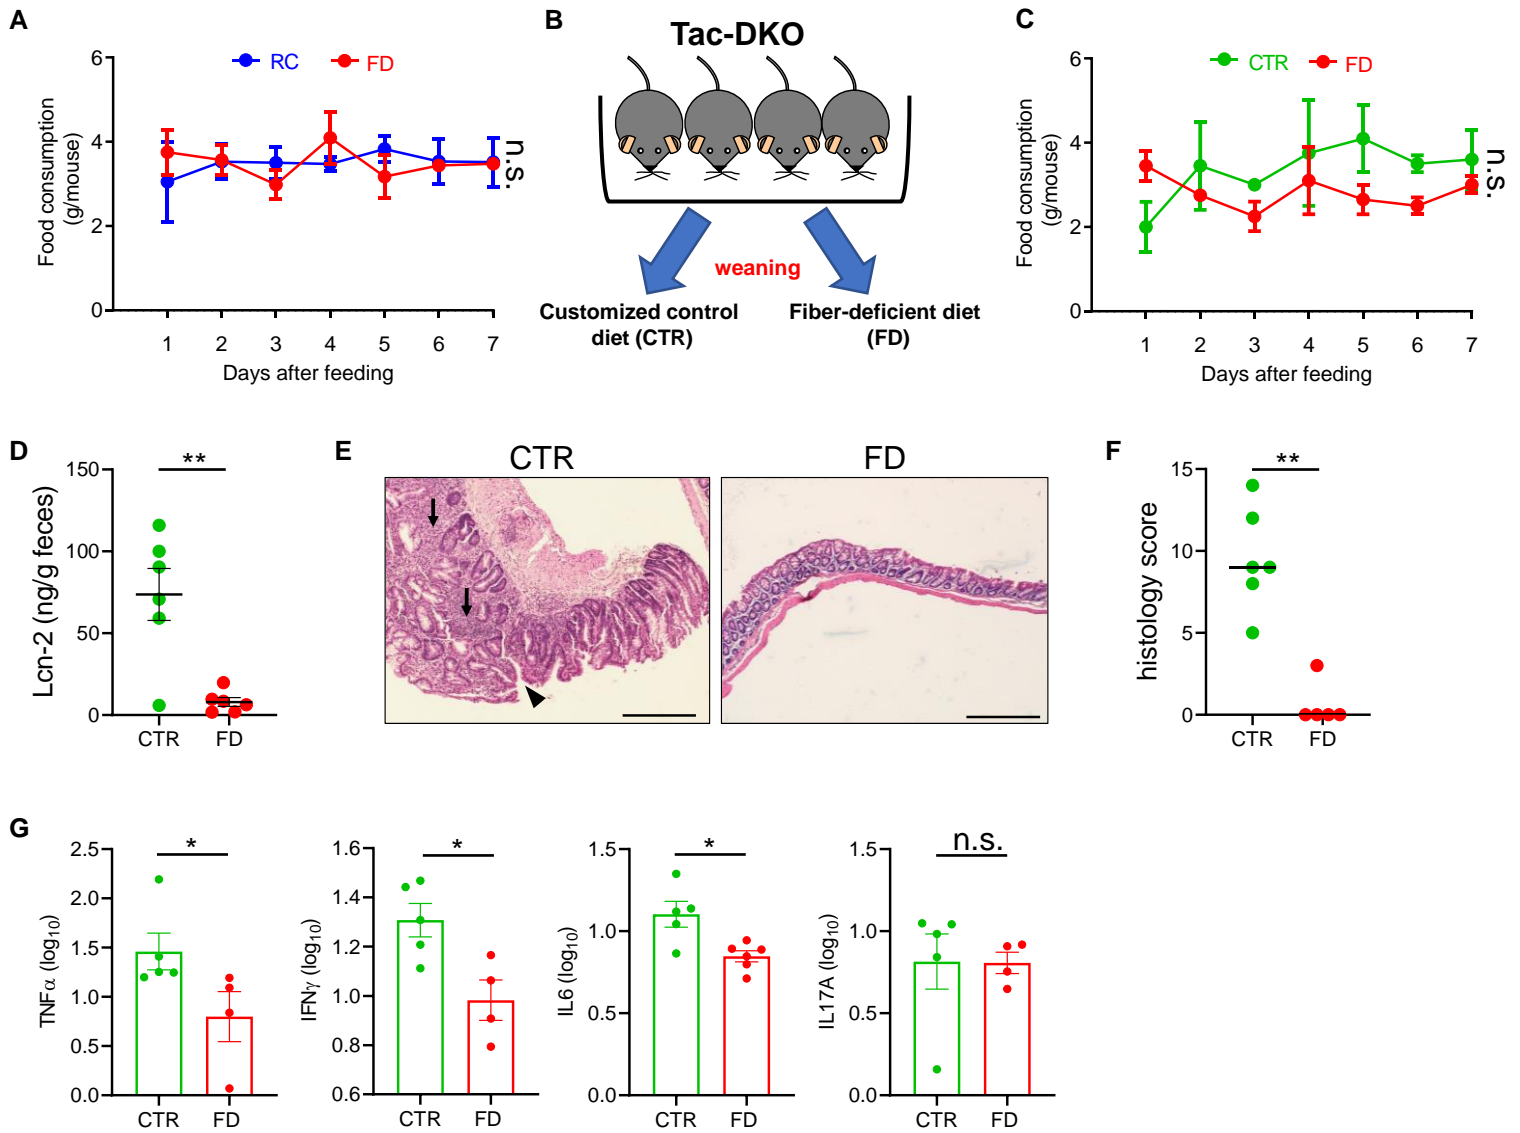 A
RC FD
Food consumption
(g/mouse)
6
4
2
0
1 2 3 4 5 6 7
Days after feeding
n.s.
B
Tac-DKO
weaning
Customized control
diet (CTR)
Fiber-deficient diet
(FD)
C
CTR FD
Food consumption
(g/mouse)
6
4
2
0
1 2 3 4 5 6 7
Days after feeding
n.s.
D
Lcn-2 (ng/g feces)
150
100
50
0
**
CTR FD
E
CTR FD
F
histology score
15
10
5
0
**
CTR FD
G
TNFα (log10)
2.5
2.0
1.5
1.0
0.5
0.0
*
CTR FD
IFNγ (log10)
1.6
1.4
1.2
1.0
0.8
0.6
*
CTR FD
IL6 (log10)
1.5
1.0
0.5
0.0
*
CTR FD
IL17A (log10)
1.5
1.0
0.5
0.0
n.s.
CTR FD